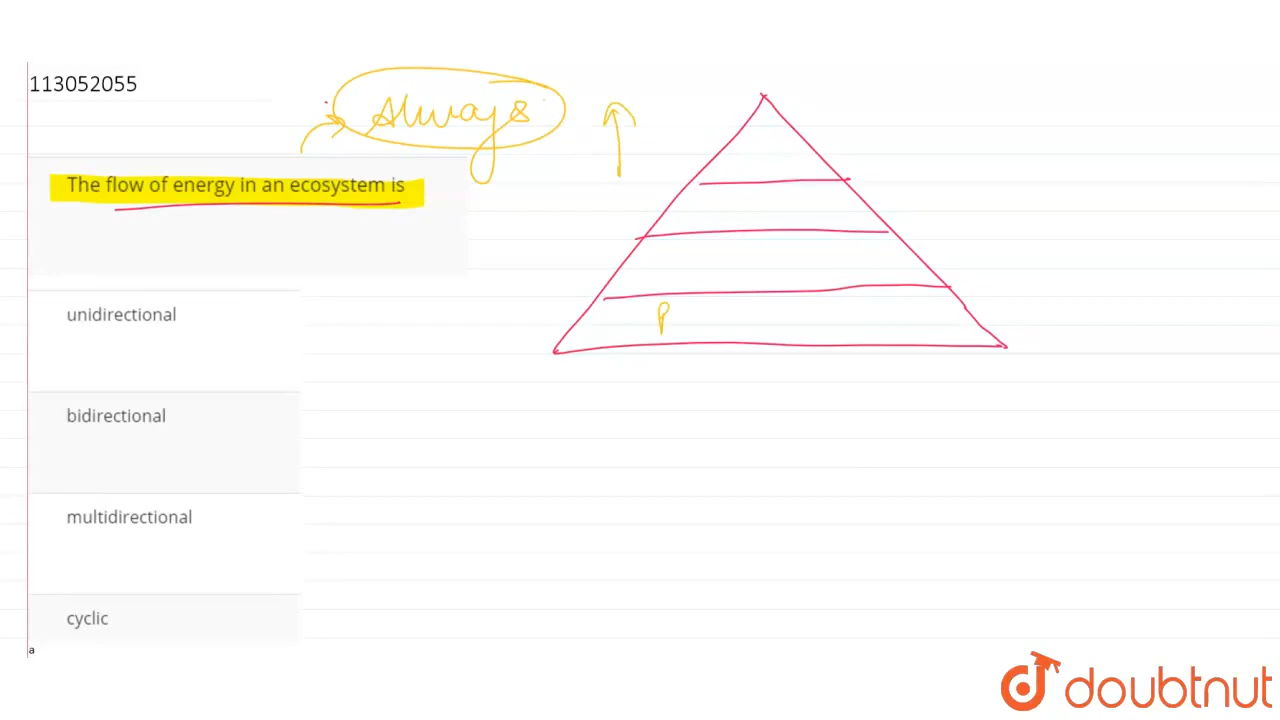 113052055
Always
The flow of energy in an ecosystem is
P
unidirectional
bidirectional
multidirectional
cyclic
a
doubtnut